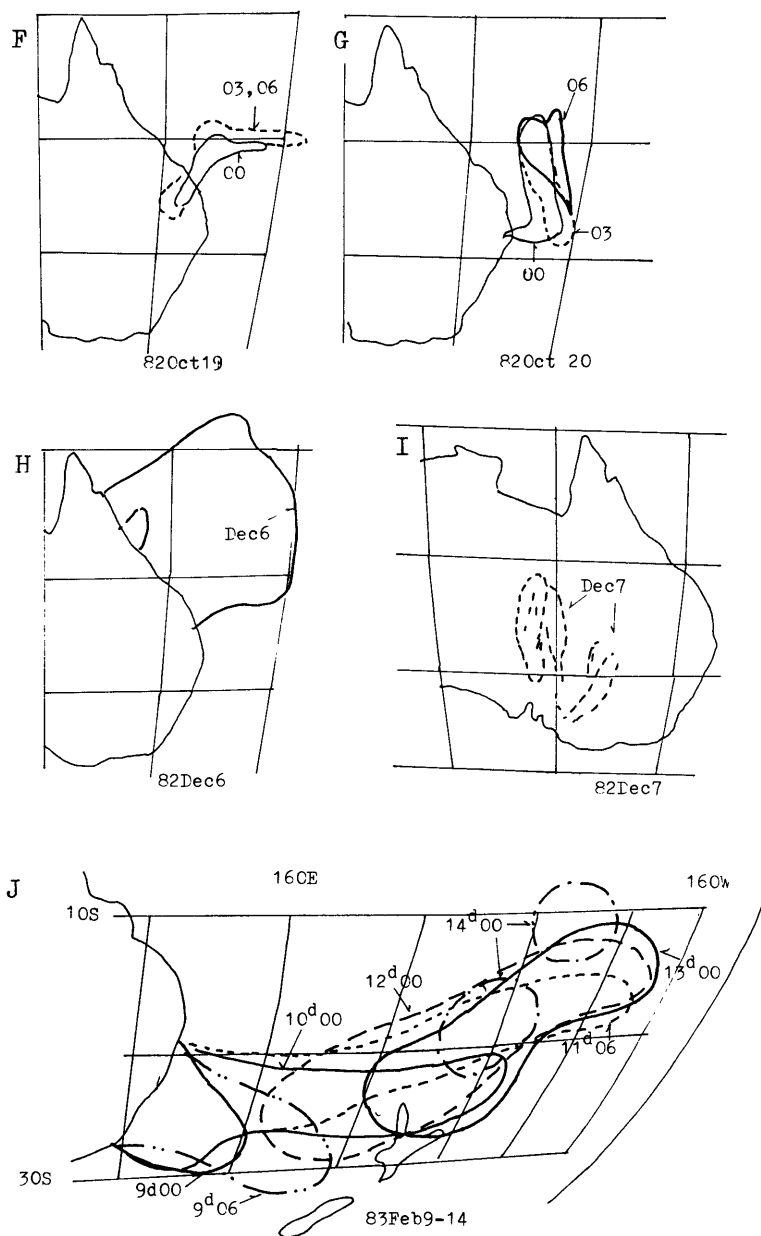 F
03,06
00
82Oct19
G
06
03
00
82Oct 20
H
Dec6
82Dec6
I
Dec7
82Dec7
J
160E
160W
10S
14d00
12d00
13d00
10d00
11d06
30S
9d00
9d06
83Feb9-14